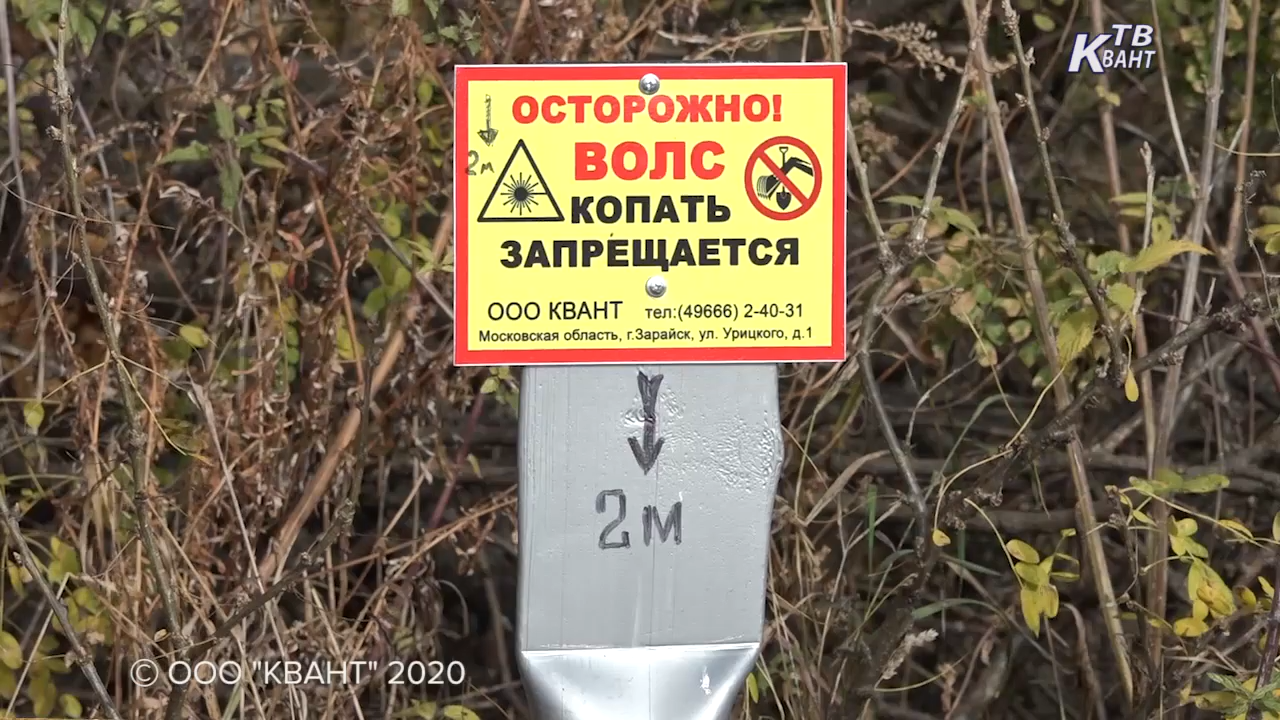 ТВ
КВАНТ
ОСТОРОЖНО!
ВОЛС
2м
КОПАТЬ
ЗАПРЕЩАЕТСЯ
ООО КВАНТ тел:(49666) 2-40-31
Московская область, г.Зарайск, ул. Урицкого, д.1
2м
© ООО "КВАНТ" 2020